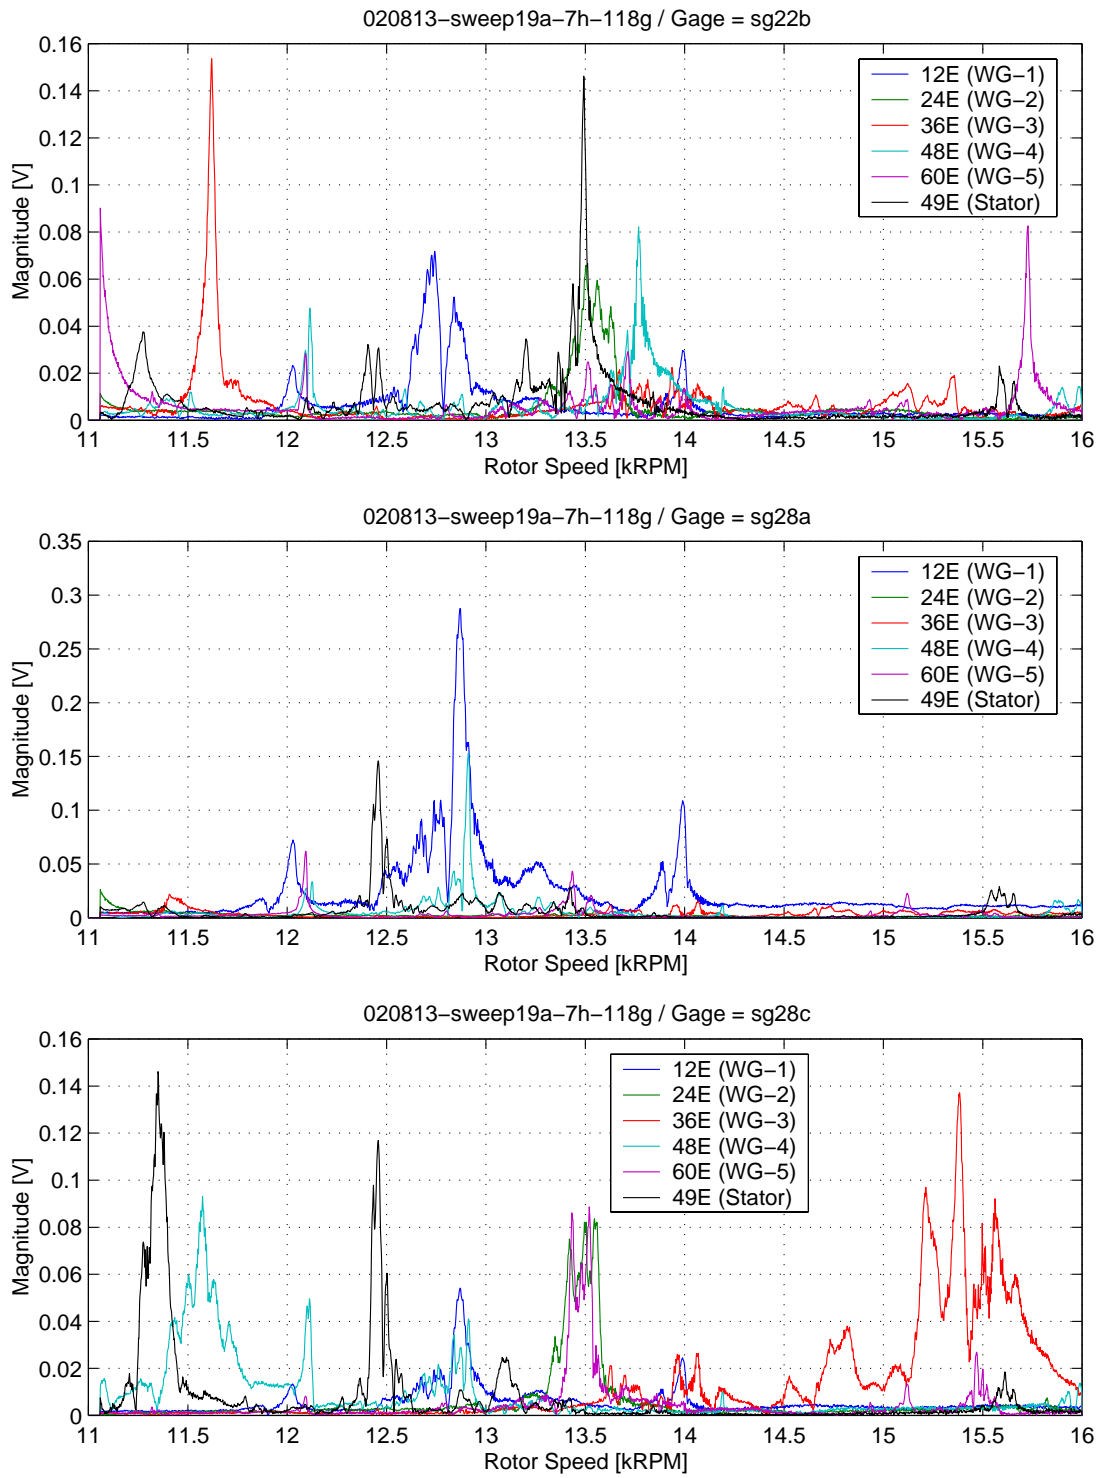 020813−sweep19a−7h−118g / Gage = sg22b
0.16
0.14
0.12
0.1
0.08
0.06
0.04
0.02
0
Magnitude [V]
12E (WG−1)
24E (WG−2)
36E (WG−3)
48E (WG−4)
60E (WG−5)
49E (Stator)
11 11.5 12 12.5 13 13.5 14 14.5 15 15.5 16
Rotor Speed [kRPM]
020813−sweep19a−7h−118g / Gage = sg28a
0.35
0.3
0.25
0.2
0.15
0.1
0.05
0
Magnitude [V]
12E (WG−1)
24E (WG−2)
36E (WG−3)
48E (WG−4)
60E (WG−5)
49E (Stator)
11 11.5 12 12.5 13 13.5 14 14.5 15 15.5 16
Rotor Speed [kRPM]
020813−sweep19a−7h−118g / Gage = sg28c
0.16
0.14
0.12
0.1
0.08
0.06
0.04
0.02
0
Magnitude [V]
12E (WG−1)
24E (WG−2)
36E (WG−3)
48E (WG−4)
60E (WG−5)
49E (Stator)
11 11.5 12 12.5 13 13.5 14 14.5 15 15.5 16
Rotor Speed [kRPM]